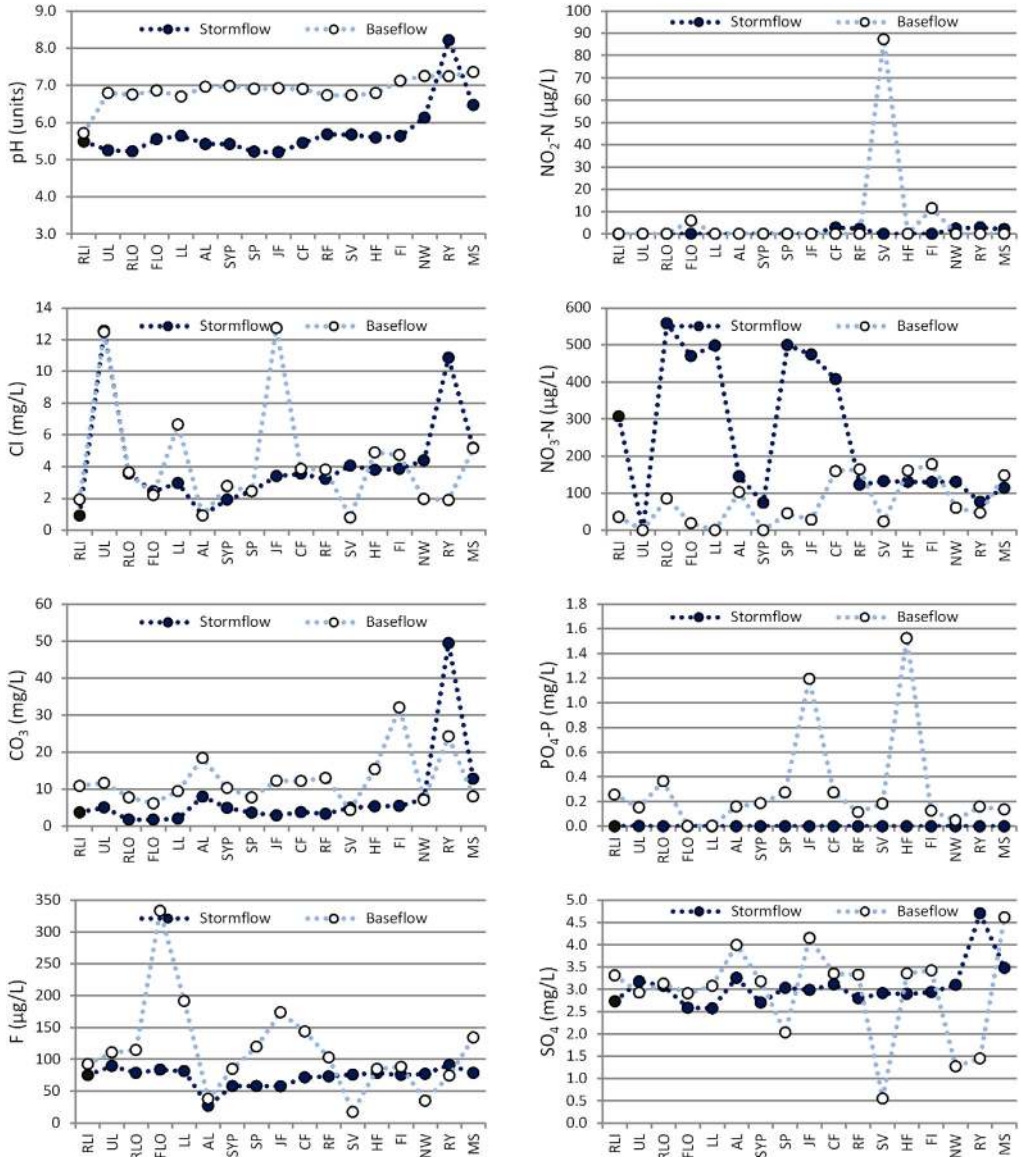 Stormflow Baseflow
pH (units)
9.0
8.0
7.0
6.0
5.0
4.0
3.0
RLI UL RLO FLO LL AL SYP SP JF CF RF SV HF FI NW RY MS
Stormflow Baseflow
NO2-N (µg/L)
100
90
80
70
60
50
40
30
20
10
0
RLI UL RLO FLO LL AL SYP SP JF CF RF SV HF FI NW RY MS
Stormflow Baseflow
Cl (mg/L)
14
12
10
8
6
4
2
0
RLI UL RLO FLO LL AL SYP SP JF CF RF SV HF FI NW RY MS
Stormflow Baseflow
NO3-N (µg/L)
600
500
400
300
200
100
0
RLI UL RLO FLO LL AL SYP SP JF CF RF SV HF FI NW RY MS
Stormflow Baseflow
CO3 (mg/L)
60
50
40
30
20
10
0
RLI UL RLO FLO LL AL SYP SP JF CF RF SV HF FI NW RY MS
Stormflow Baseflow
PO4-P (mg/L)
1.8
1.6
1.4
1.2
1.0
0.8
0.6
0.4
0.2
0.0
RLI UL RLO FLO LL AL SYP SP JF CF RF SV HF FI NW RY MS
Stormflow Baseflow
F (µg/L)
350
300
250
200
150
100
50
0
RLI UL RLO FLO LL AL SYP SP JF CF RF SV HF FI NW RY MS
Stormflow Baseflow
SO4 (mg/L)
5.0
4.5
4.0
3.5
3.0
2.5
2.0
1.5
1.0
0.5
0.0
RLI UL RLO FLO LL AL SYP SP JF CF RF SV HF FI NW RY MS